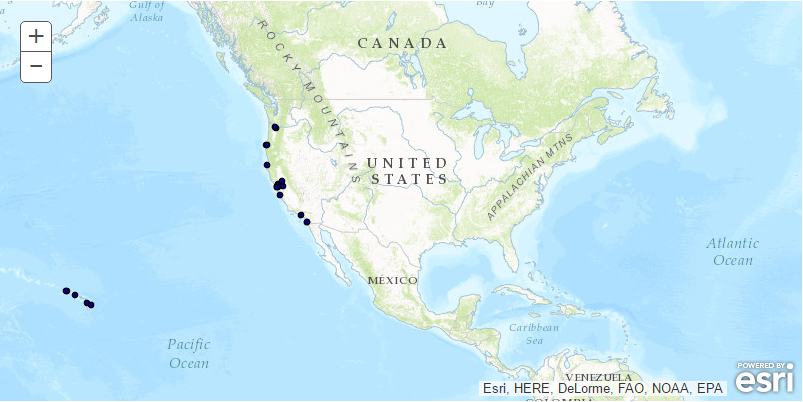 Gulf of
Alaska
Bay
+
CANADA
−
ROCKY MOUNTAINS
UNITED
STATES
APPALACHIAN MTNS
Atlantic
Ocean
MÉXICO
Pacific
Ocean
Caribbean
Sea
VENEZUELA
POWERED BY
esri
Esri, HERE, DeLorme, FAO, NOAA, EPA
COLOMBIA